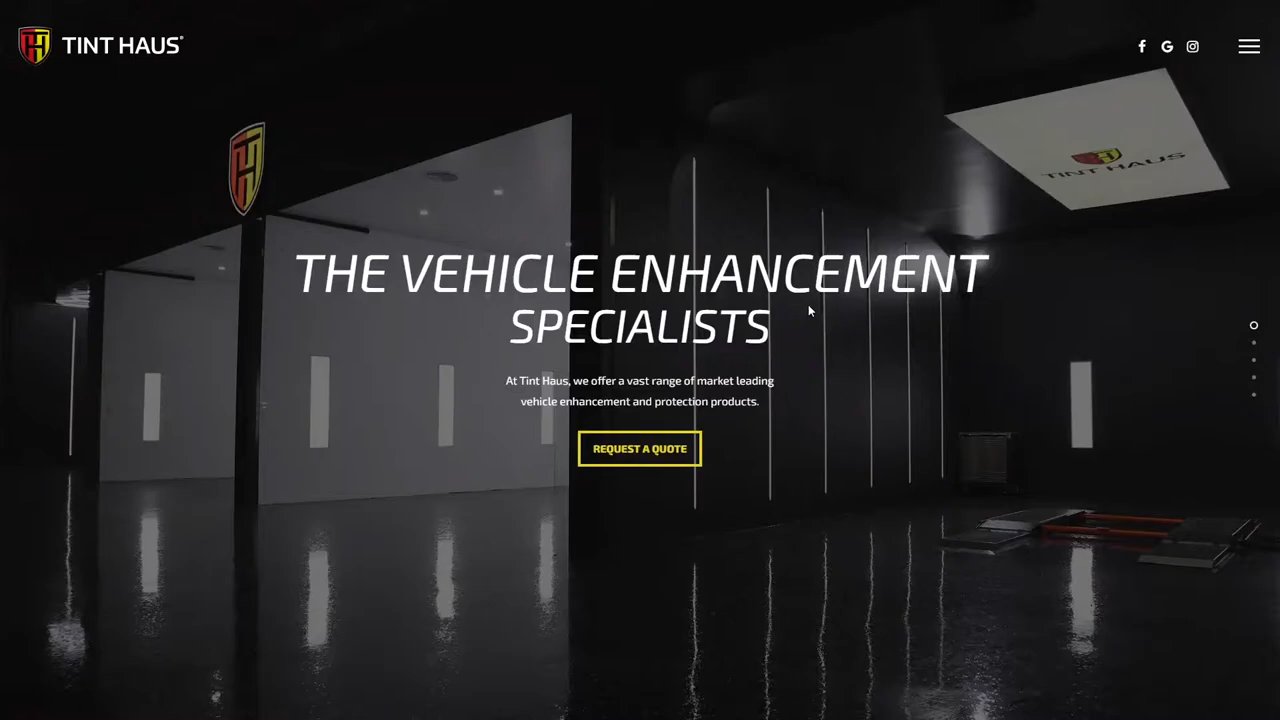 TINT HAUS®
TINT HAUS
THE VEHICLE ENHANCEMENT
SPECIALISTS
At Tint Haus, we offer a vast range of market leading
vehicle enhancement and protection products.
REQUEST A QUOTE